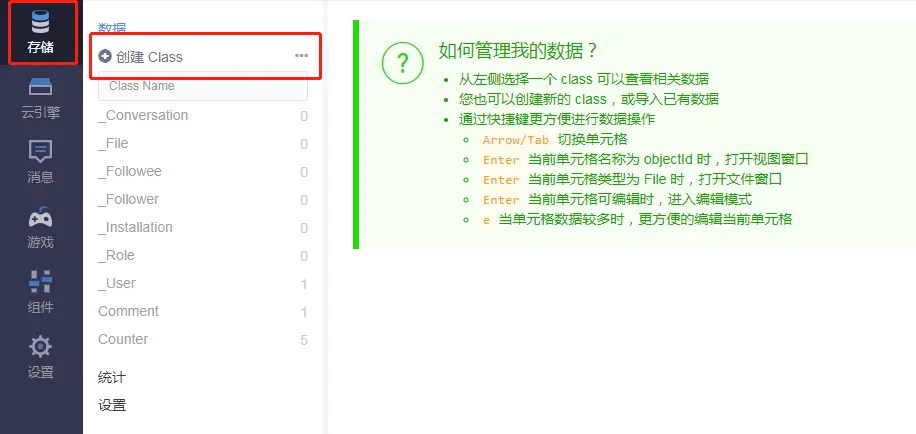 存储
云引擎
消息
游戏
组件
设置
数据
创建 Class
Class Name
_Conversation 0
_File 0
_Followee 0
_Follower 0
_Installation 0
_Role 0
_User 1
Comment 1
Counter 5
统计
设置
?
如何管理我的数据？
从左侧选择一个 class 可以查看相关数据
您也可以创建新的 class，或导入已有数据
通过快捷键更方便进行数据操作
Arrow/Tab 切换单元格
Enter 当前单元格名称为 objectId 时，打开视图窗口
Enter 当前单元格类型为 File 时，打开文件窗口
Enter 当前单元格可编辑时，进入编辑模式
e 当单元格数据较多时，更方便的编辑当前单元格